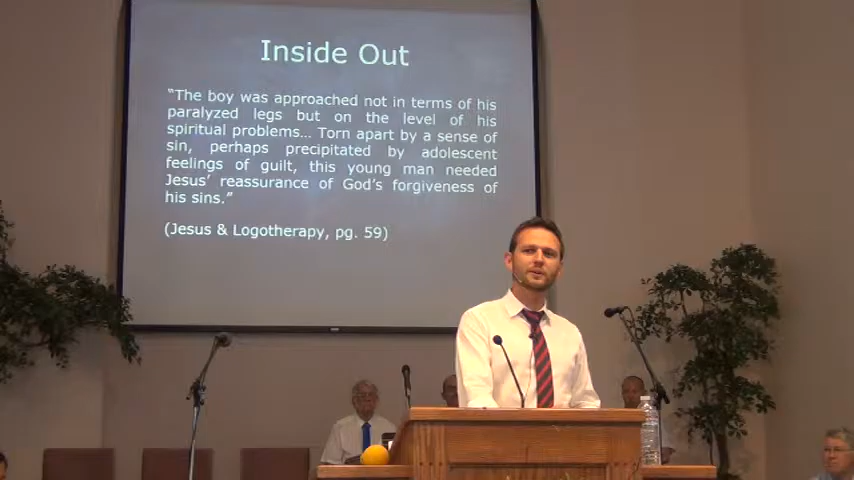 Inside Out
"The boy was approached not in terms of his
paralyzed legs but on the level of his
spiritual problems... Torn apart by a sense of
sin, perhaps precipitated by adolescent
feelings of guilt, this young man needed
Jesus' reassurance of God's forgiveness of
his sins."
(Jesus & Logotherapy, pg. 59)